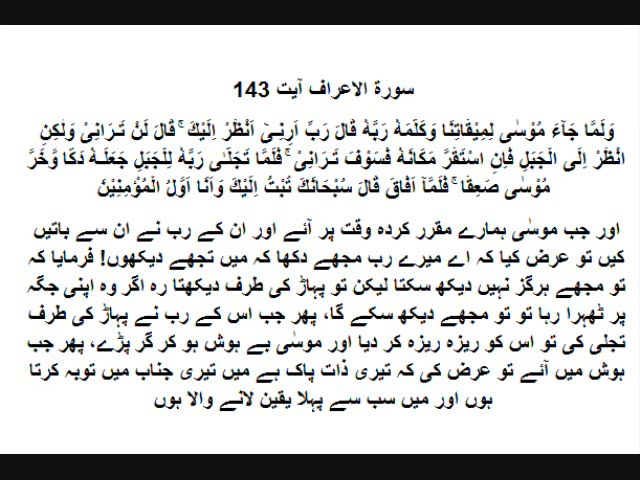 سورۃ الاعراف آیت 143
وَلَمَّا جَآءَ مُوْسٰى لِمِيْقَاتِنَا وَكَلَّمَهٝ رَبُّهٝ قَالَ رَبِّ اَرِنِىٓ اَنْظُرْ اِلَيْكَ ۚ قَالَ لَنْ تَـرَانِىْ وَلٰكِنِ
انْظُرْ اِلَى الْجَبَلِ فَاِنِ اسْتَقَرَّ مَكَانَهٝ فَسَوْفَ تَـرَانِىْ ۚ فَلَمَّا تَجَلّـٰى رَبُّهٝ لِلْجَبَلِ جَعَلَـهٝ دَكًّا وَّخَرَّ
مُوْسٰى صَعِقًا ۚ فَلَمَّآ اَفَاقَ قَالَ سُبْحَانَكَ تُبْتُ اِلَيْكَ وَاَنَا اَوَّلُ الْمُؤْمِنِيْنَ
اور جب موسٰی ہمارے مقرر کردہ وقت پر آئے اور ان کے رب نے ان سے باتیں
کیں تو عرض کیا کہ اے میرے رب مجھے دکھا کہ میں تجھے دیکھوں! فرمایا کہ
تو مجھے ہرگز نہیں دیکھ سکتا لیکن تو پہاڑ کی طرف دیکھتا رہ اگر وہ اپنی جگہ
پر ٹھہرا رہا تو تو مجھے دیکھ سکے گا، پھر جب اس کے رب نے پہاڑ کی طرف
تجلی کی تو اس کو ریزہ ریزہ کر دیا اور موسٰی بے ہوش ہو کر گر پڑے، پھر جب
ہوش میں آئے تو عرض کی کہ تیری ذات پاک ہے میں تیری جناب میں توبہ کرتا
ہوں اور میں سب سے پہلا یقین لانے والا ہوں